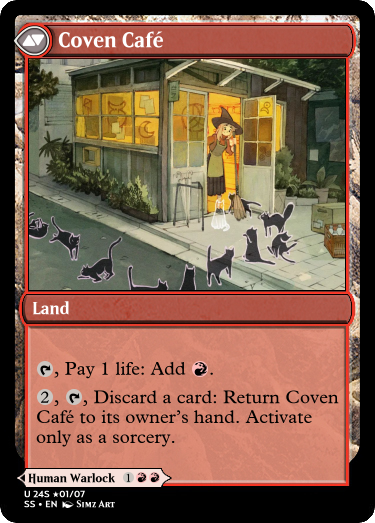 Coven Café
Land
, Pay 1 life: Add .
2, , Discard a card: Return Coven
Café to its owner's hand. Activate
only as a sorcery.
Human Warlock 1
U 24S ★01/07
SS • EN Simz Art